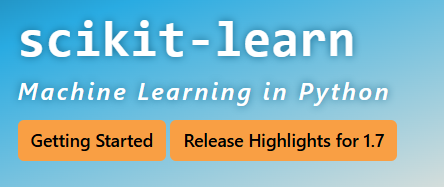 scikit-learn
Machine Learning in Python
Getting Started
Release Highlights for 1.7